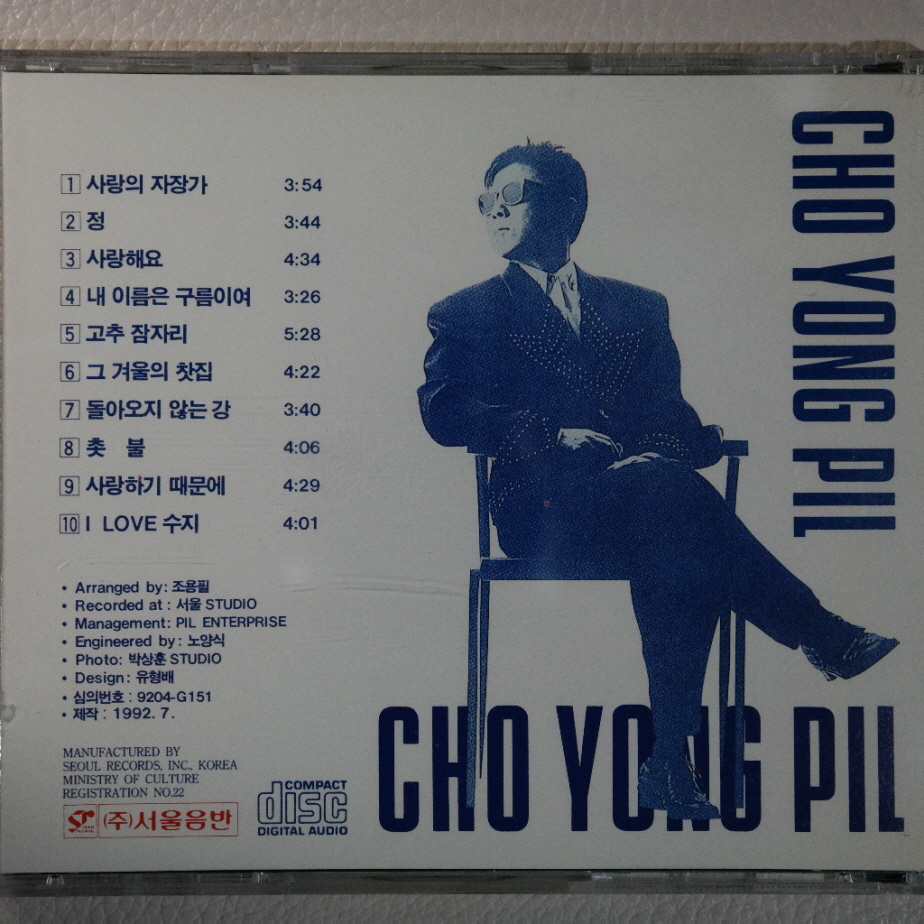 1 사랑의 자장가 3:54
2 정 3:44
3 사랑해요 4:34
4 내 이름은 구름이여 3:26
5 고추 잠자리 5:28
6 그 겨울의 찻집 4:22
7 돌아오지 않는 강 3:40
8 촛 불 4:06
9 사랑하기 때문에 4:29
10 I LOVE 수지 4:01
• Arranged by: 조용필
• Recorded at : 서울 STUDIO
• Management: PIL ENTERPRISE
• Engineered by: 노양식
• Photo: 박상훈 STUDIO
• Design: 유형배
• 심의번호 : 9204-G151
• 제작 : 1992. 7.
MANUFACTURED BY
SEOUL RECORDS, INC., KOREA
MINISTRY OF CULTURE
REGISTRATION NO.22
(주)서울음반
COMPACT
disc
DIGITAL AUDIO
CHO YONG PIL
CHO YONG PIL